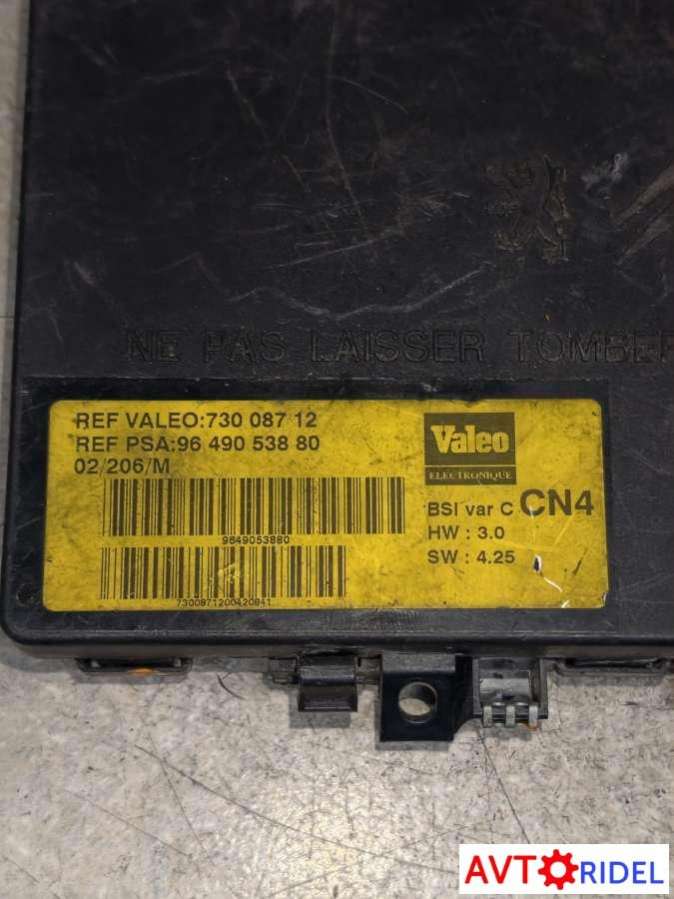 NE PAS LAISSER TOMBER
REF VALEO:730 087 12
REF PSA:96 490 538 80
02/206/M
9649053880
7300871200420841
Valeo
ELECTRONIQUE
BSI var C CN4
HW : 3.0
SW : 4.25
AVTORIDEL